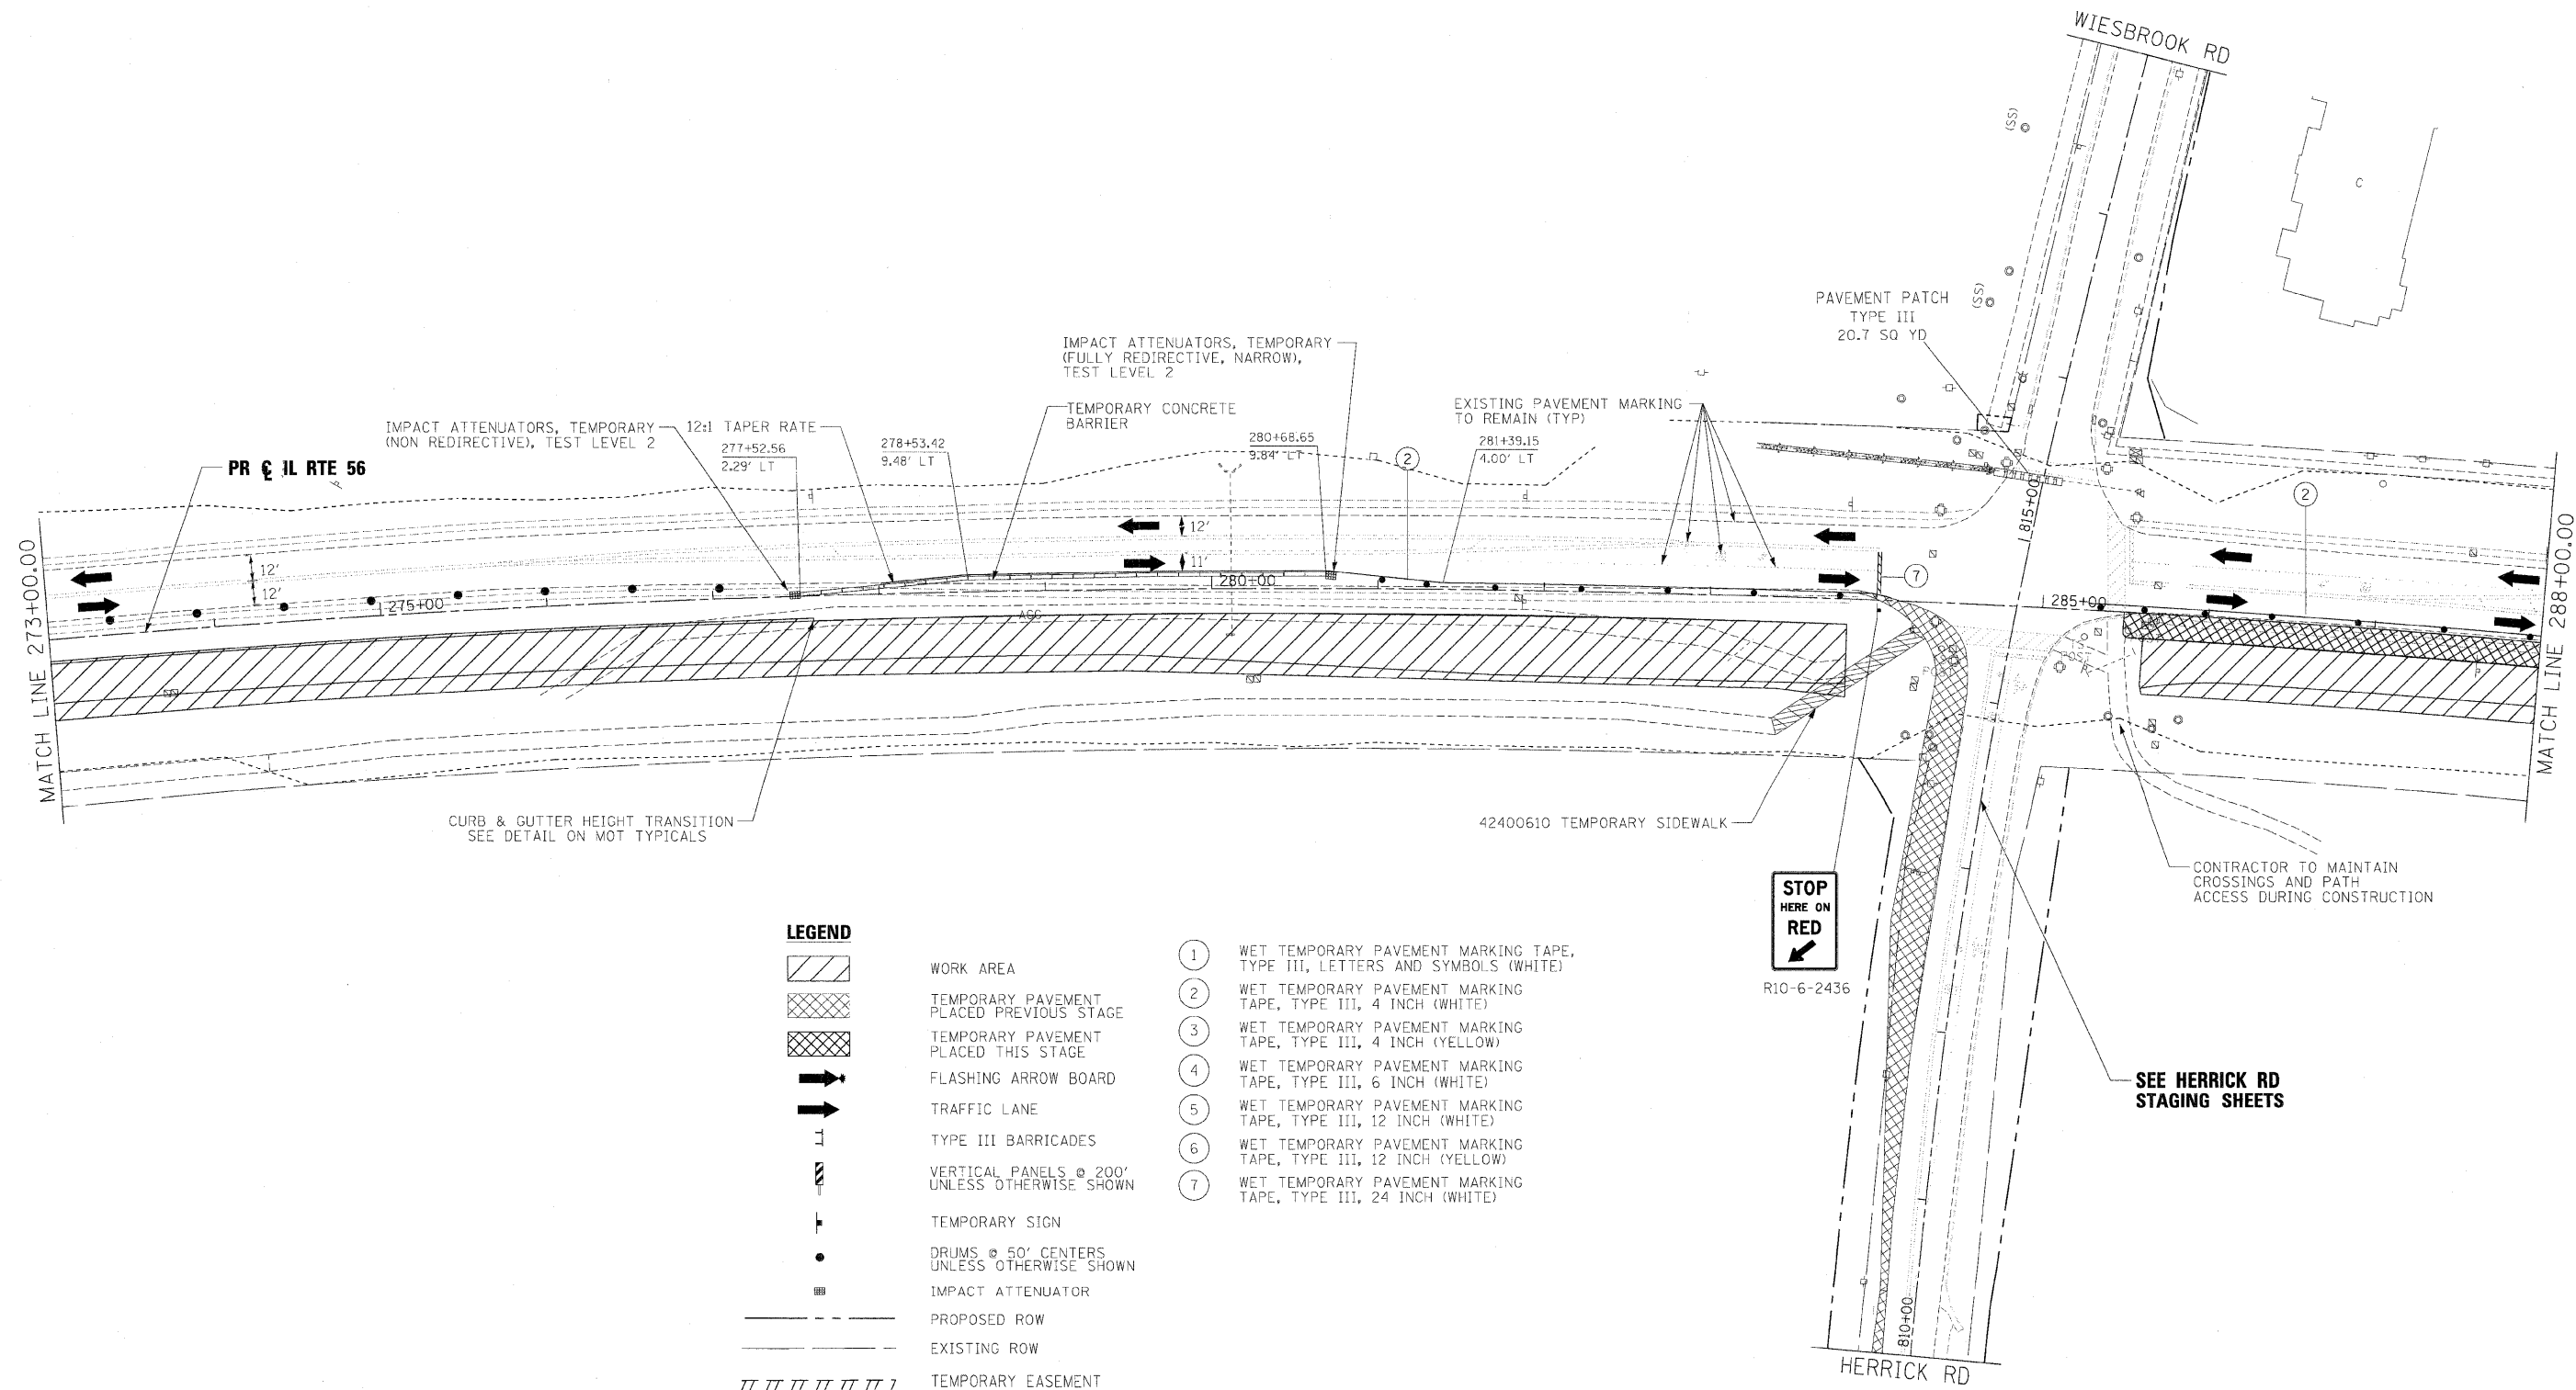 WIESBROOK RD
(SS)
(SS)
C
PAVEMENT PATCH
TYPE III
20.7 SQ YD
IMPACT ATTENUATORS, TEMPORARY
(FULLY REDIRECTIVE, NARROW),
TEST LEVEL 2
TEMPORARY CONCRETE
BARRIER
EXISTING PAVEMENT MARKING
TO REMAIN (TYP)
IMPACT ATTENUATORS, TEMPORARY
(NON REDIRECTIVE), TEST LEVEL 2
12:1 TAPER RATE
277+52.56
2.29' LT
278+53.42
9.48' LT
280+68.65
9.84' LT
2
281+39.15
4.00' LT
PR ℄ IL RTE 56
2
815+00
12'
11'
12'
12'
7
275+00
280+00
285+00
AGG
MATCH LINE 273+00.00
MATCH LINE 288+00.00
CURB & GUTTER HEIGHT TRANSITION
SEE DETAIL ON MOT TYPICALS
42400610 TEMPORARY SIDEWALK
CONTRACTOR TO MAINTAIN
CROSSINGS AND PATH
ACCESS DURING CONSTRUCTION
STOP
HERE ON
RED
R10-6-2436
SEE HERRICK RD
STAGING SHEETS
810+00
HERRICK RD
LEGEND
WORK AREA
TEMPORARY PAVEMENT
PLACED PREVIOUS STAGE
TEMPORARY PAVEMENT
PLACED THIS STAGE
FLASHING ARROW BOARD
TRAFFIC LANE
TYPE III BARRICADES
VERTICAL PANELS @ 200'
UNLESS OTHERWISE SHOWN
TEMPORARY SIGN
DRUMS @ 50' CENTERS
UNLESS OTHERWISE SHOWN
IMPACT ATTENUATOR
PROPOSED ROW
EXISTING ROW
TEMPORARY EASEMENT
1 WET TEMPORARY PAVEMENT MARKING TAPE,
TYPE III, LETTERS AND SYMBOLS (WHITE)
2 WET TEMPORARY PAVEMENT MARKING
TAPE, TYPE III, 4 INCH (WHITE)
3 WET TEMPORARY PAVEMENT MARKING
TAPE, TYPE III, 4 INCH (YELLOW)
4 WET TEMPORARY PAVEMENT MARKING
TAPE, TYPE III, 6 INCH (WHITE)
5 WET TEMPORARY PAVEMENT MARKING
TAPE, TYPE III, 12 INCH (WHITE)
6 WET TEMPORARY PAVEMENT MARKING
TAPE, TYPE III, 12 INCH (YELLOW)
7 WET TEMPORARY PAVEMENT MARKING
TAPE, TYPE III, 24 INCH (WHITE)